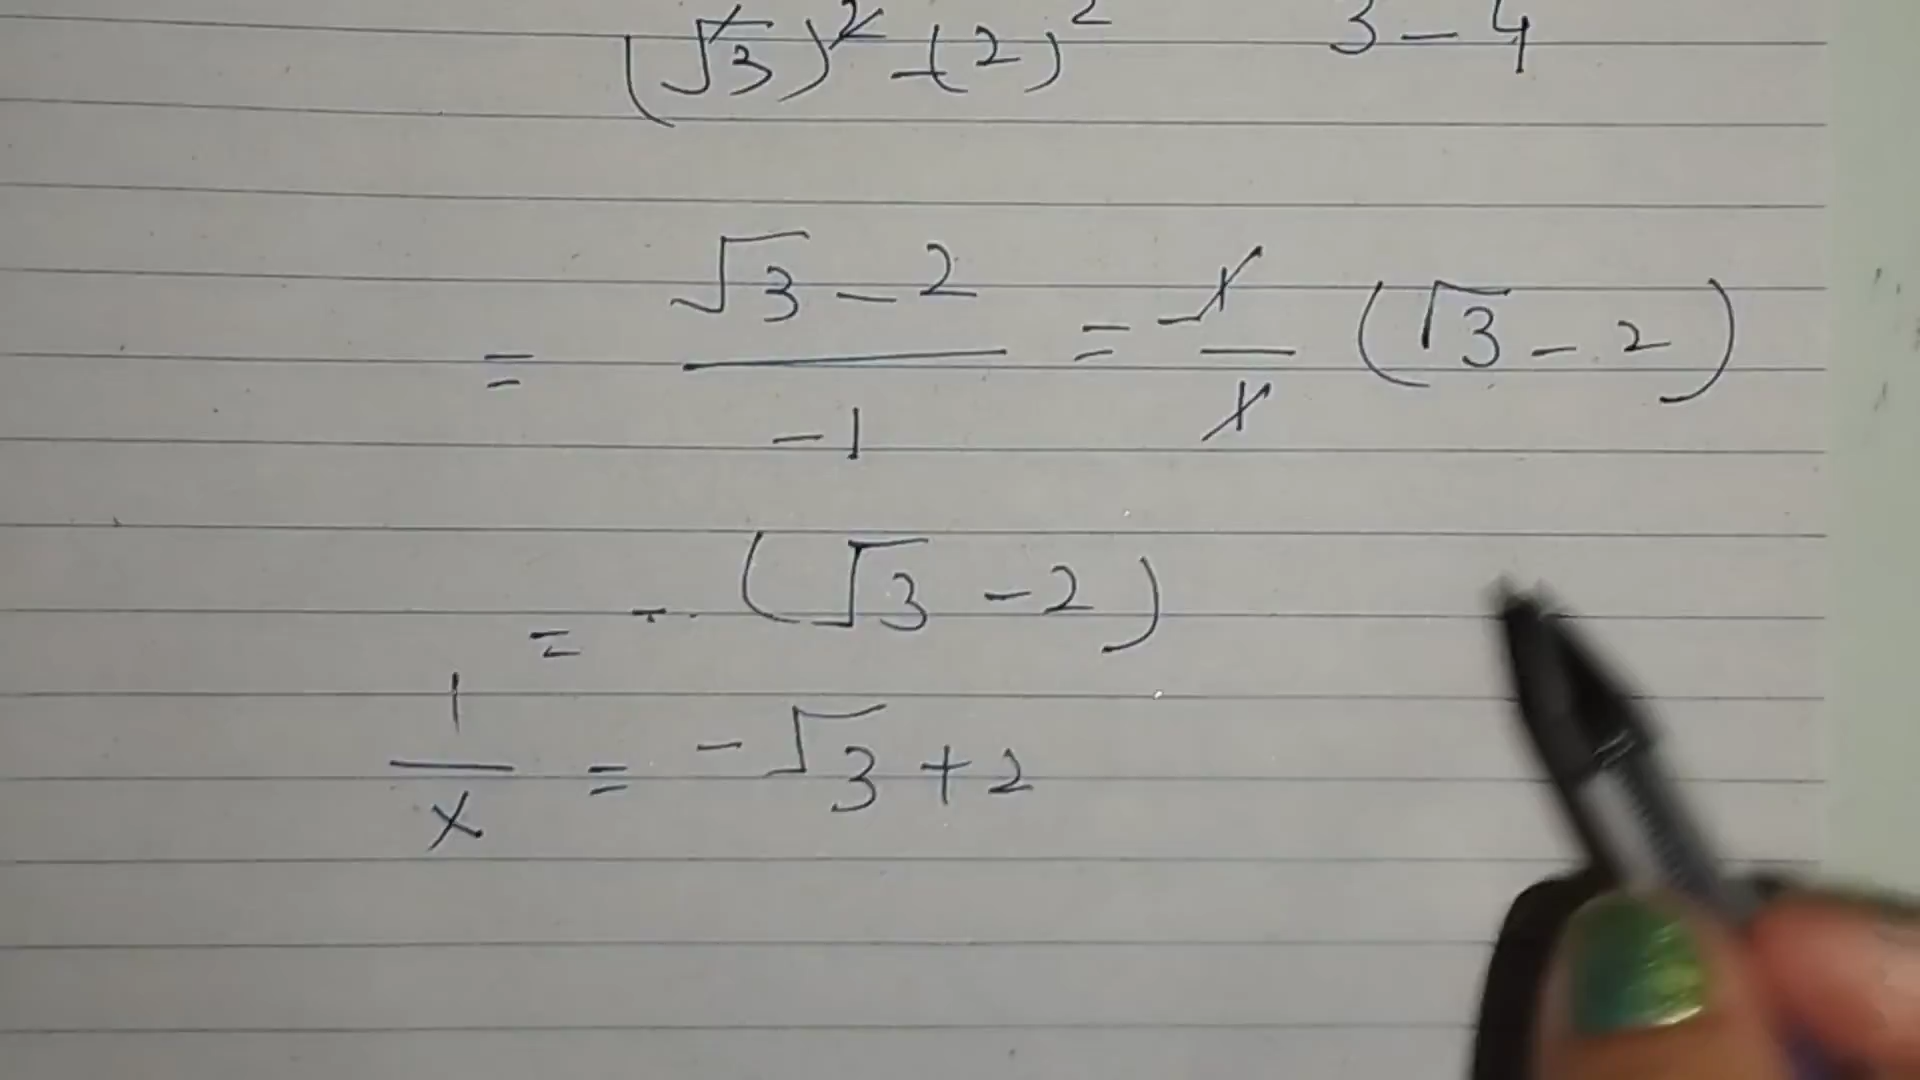 (√3)² - (2)² 3 - 4
= √3 - 2 / -1 = -1/1 (√3 - 2)
= - (√3 - 2)
1/x = -√3 + 2